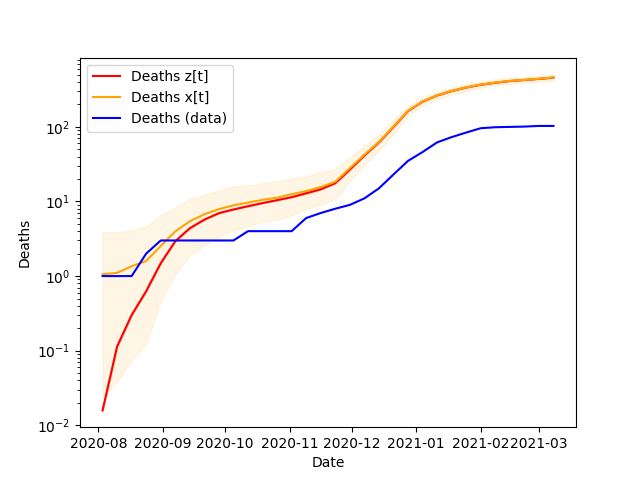 Deaths z[t]
Deaths x[t]
Deaths (data)
Deaths
10²
10¹
10⁰
10⁻¹
10⁻²
2020-08 2020-09 2020-10 2020-11 2020-12 2021-01 2021-02 2021-03
Date